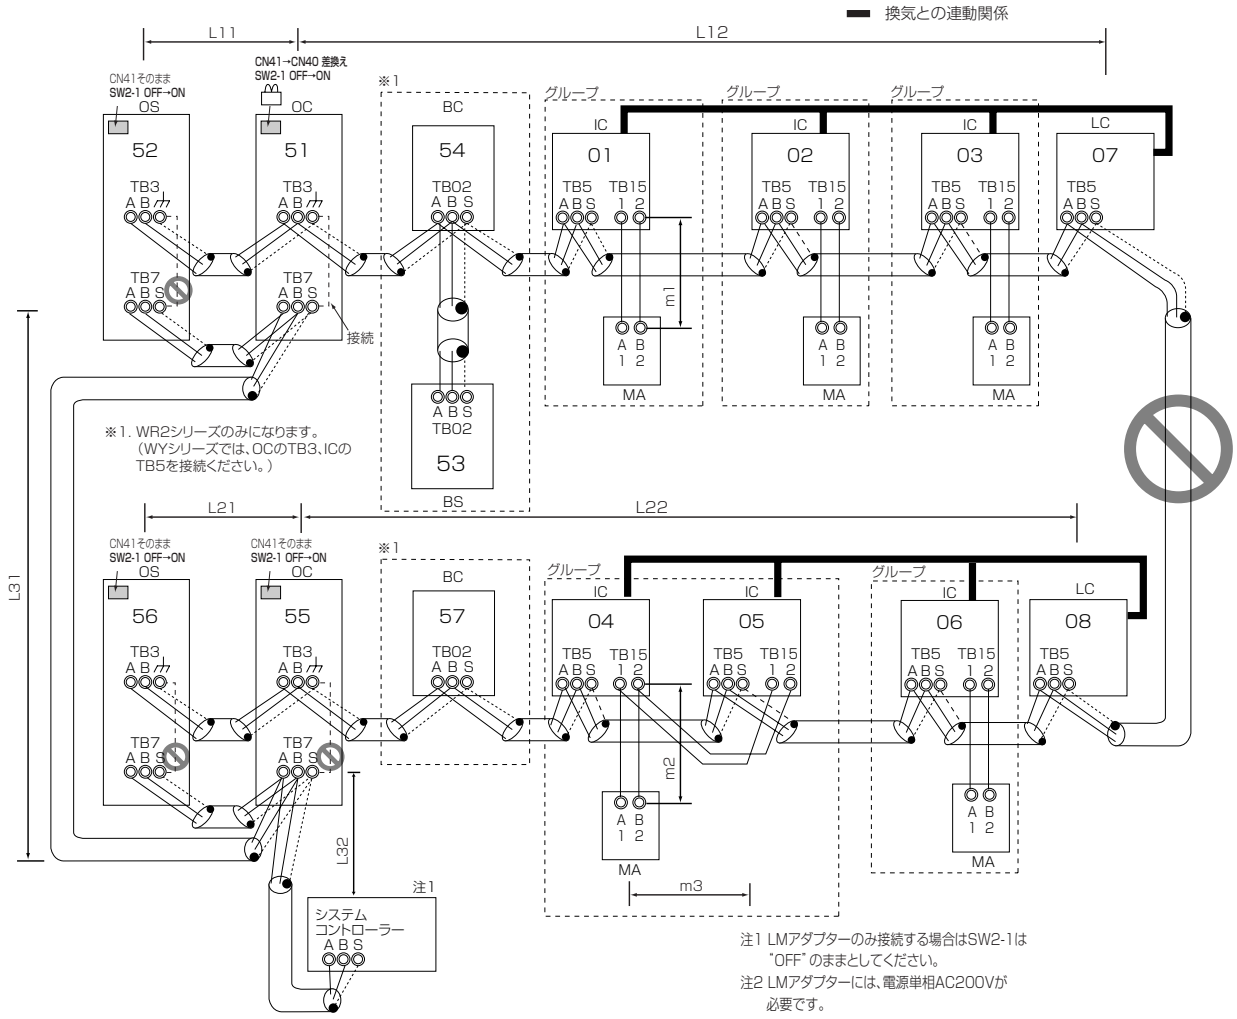 換気との連動関係
L11
L12
CN41→CN40 差換え
SW2-1 OFF→ON
CN41そのまま
SW2-1 OFF→ON
OS
OC
※1
BC
グループ
グループ
グループ
IC
IC
IC
LC
52
51
54
01
02
03
07
TB3
A B
TB3
A B
TB02
A B S
TB5
A B S
TB15
1 2
TB5
A B S
TB15
1 2
TB5
A B S
TB15
1 2
TB5
A B S
TB7
A B S
TB7
A B S
接続
m1
A B
1 2
MA
A B
1 2
MA
A B
1 2
MA
A B S
TB02
53
BS
※1. WR2シリーズのみになります。
(WYシリーズでは、OCのTB3、ICの
TB5を接続ください。)
L31
L21
L22
CN41そのまま
SW2-1 OFF→ON
OS
CN41そのまま
SW2-1 OFF→ON
OC
※1
BC
グループ
グループ
IC
IC
IC
LC
56
55
57
04
05
06
08
TB3
A B
TB3
A B
TB02
A B S
TB5
A B S
TB15
1 2
TB5
A B S
TB15
1 2
TB5
A B S
TB15
1 2
TB5
A B S
TB7
A B S
TB7
A B S
m2
A B
1 2
MA
A B
1 2
MA
L32
m3
注1
システム
コントローラー
A B S
注1 LMアダプターのみ接続する場合はSW2-1は
"OFF"のままとしてください。
注2 LMアダプターには、電源単相AC200Vが
必要です。